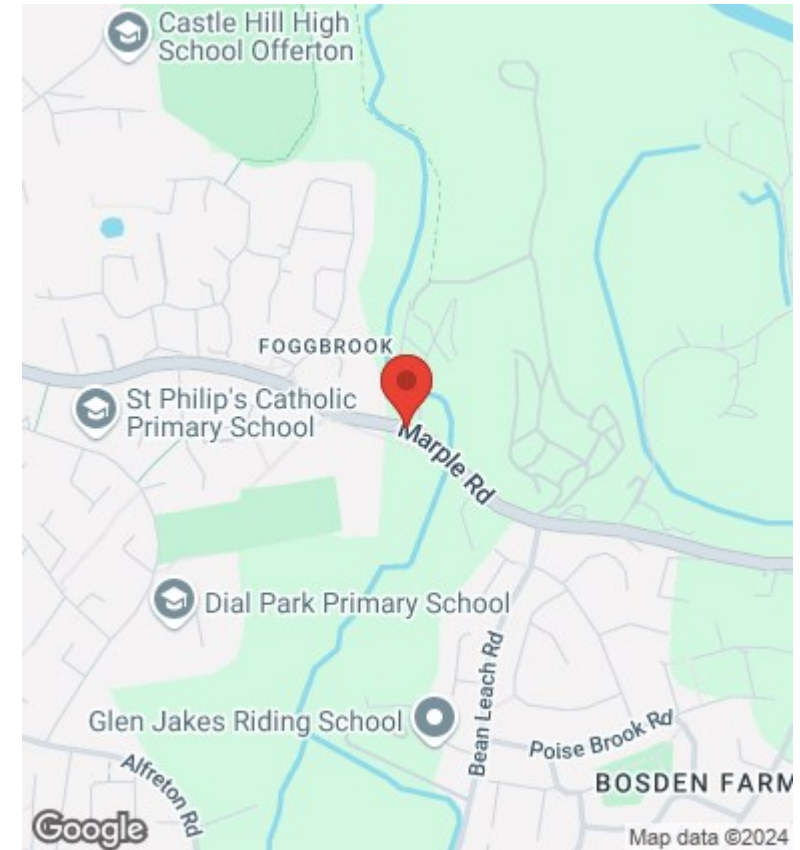 Castle Hill High
School Offerton
FOGGBROOK
St Philip's Catholic
Primary School
Marple Rd
Dial Park Primary School
Bean Leach Rd
Glen Jakes Riding School
Poise Brook Rd
Alfreton Rd
BOSDEN FARM
Google
Map data ©2024